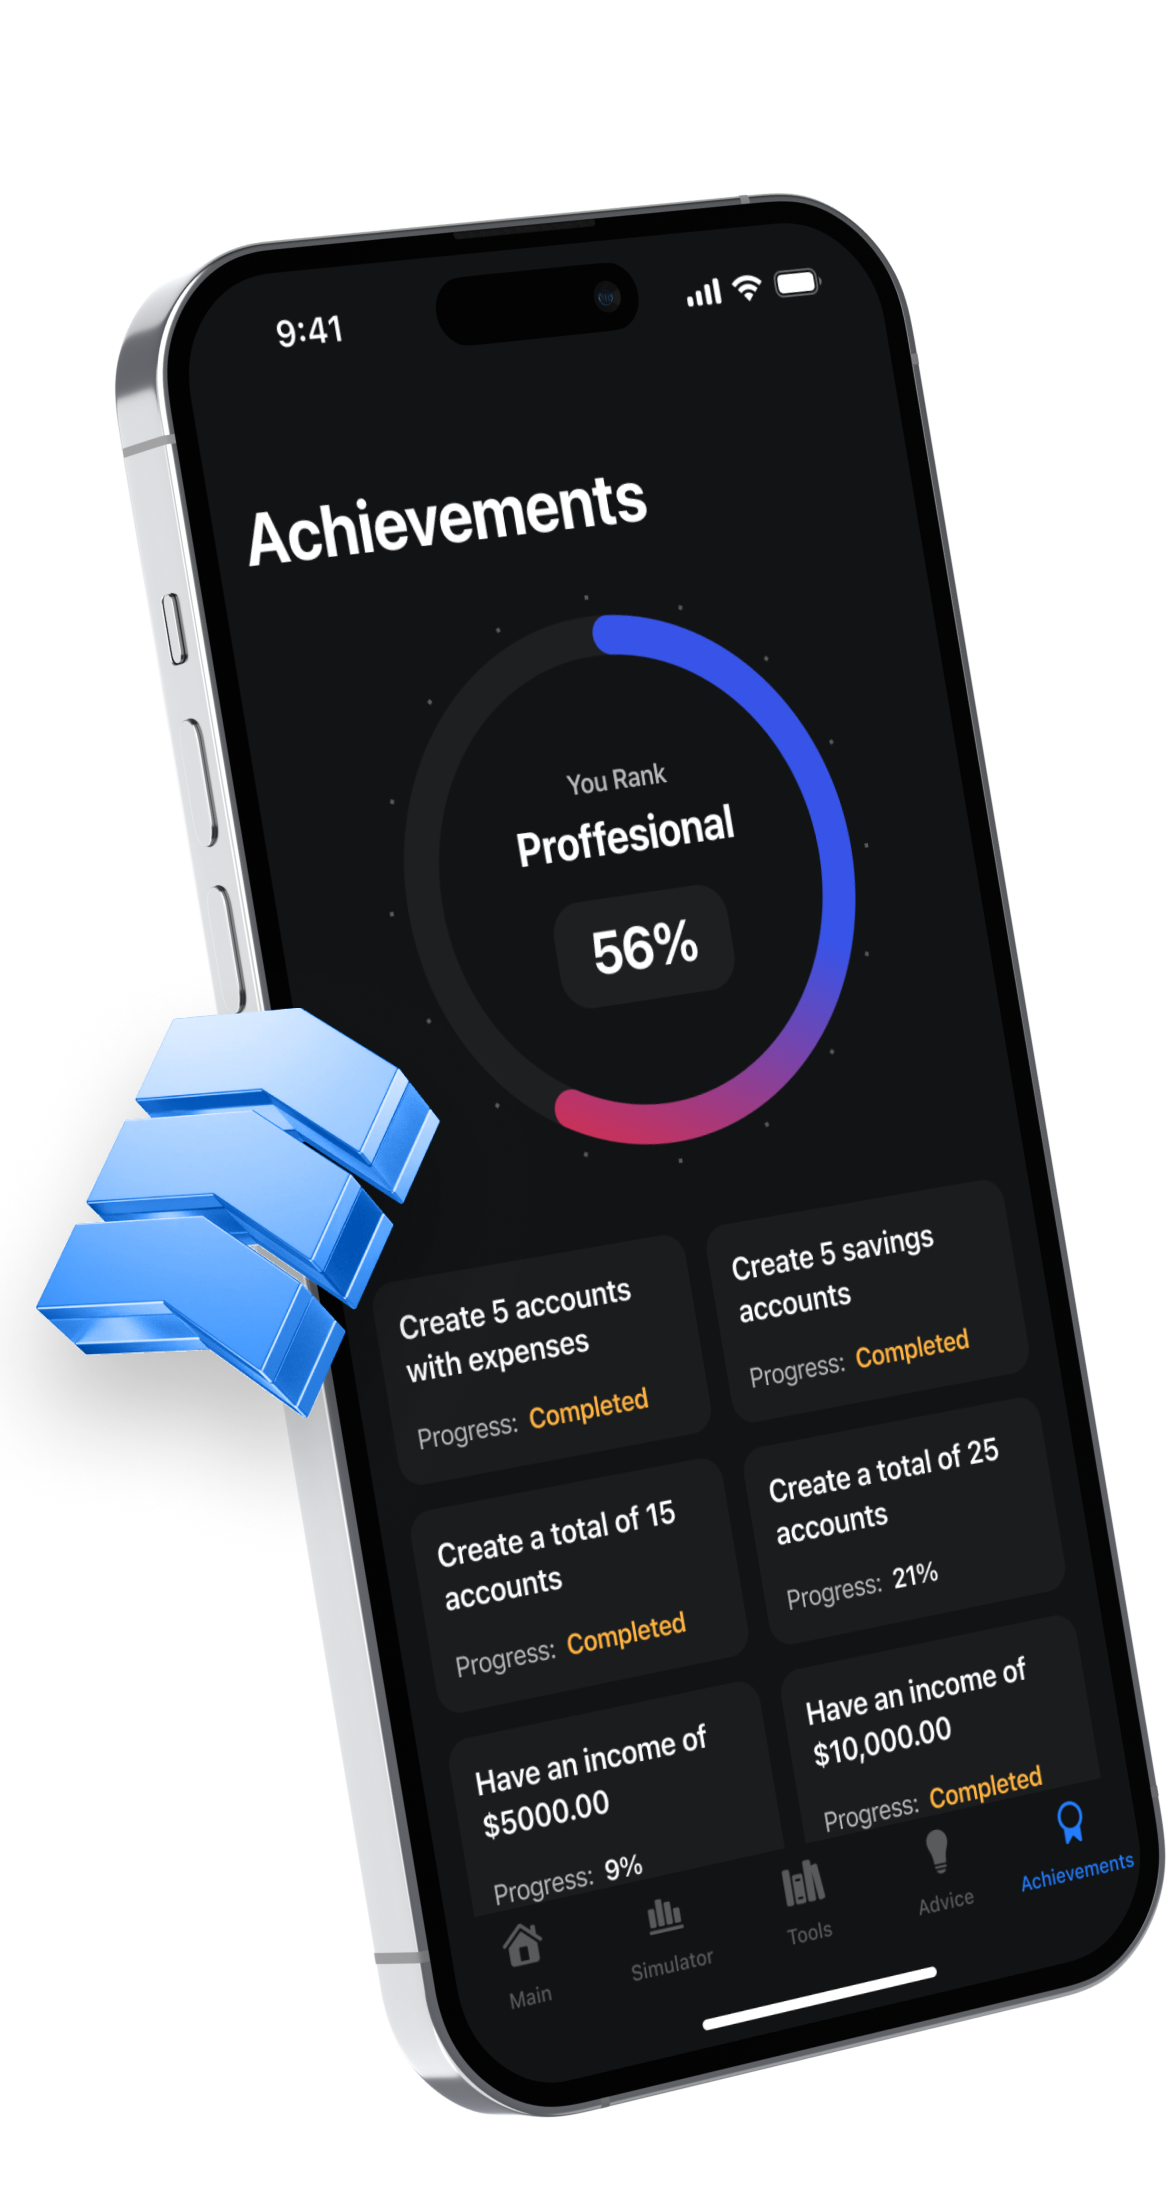 9:41
Achievements
You Rank
Proffesional
56%
Create 5 accounts
with expenses
Progress: Completed
Create 5 savings
accounts
Progress: Completed
Create a total of 15
accounts
Progress: Completed
Create a total of 25
accounts
Progress: 21%
Have an income of
$5000.00
Progress: 9%
Have an income of
$10,000.00
Progress: Completed
Main
Simulator
Tools
Advice
Achievements